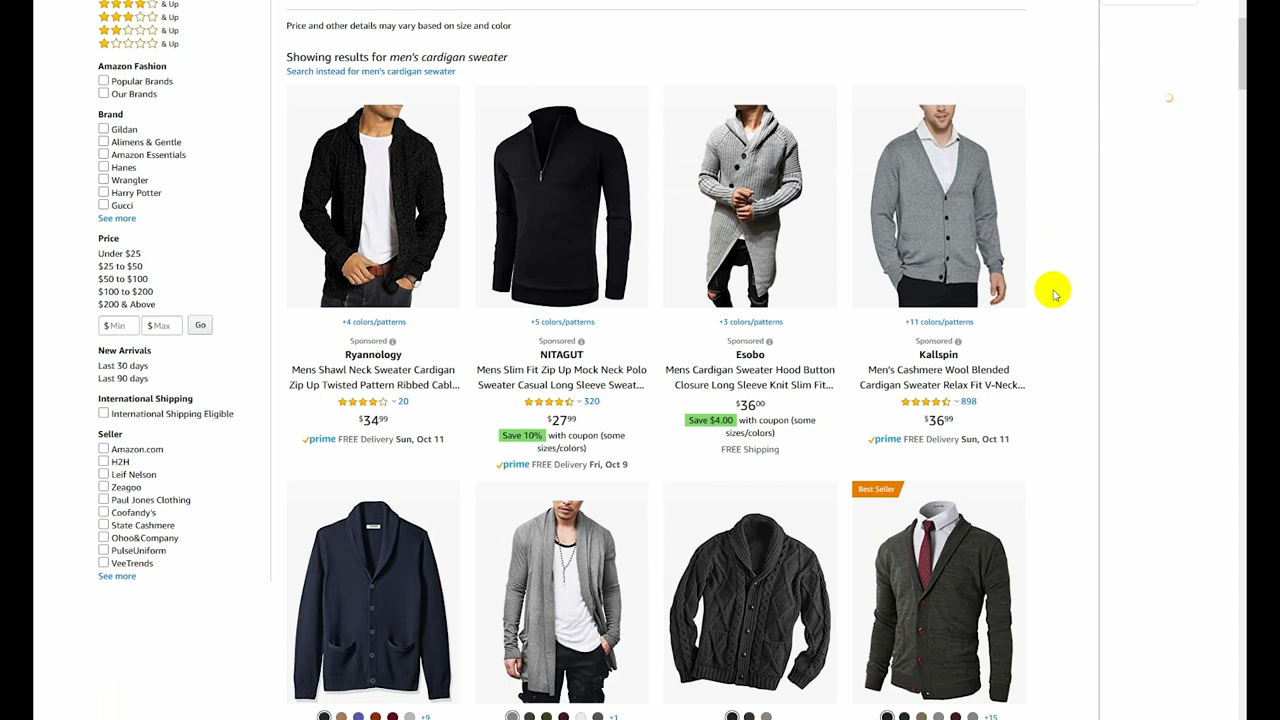 & Up
& Up
& Up
& Up
Amazon Fashion
Popular Brands
Our Brands
Brand
Gildan
Alimens & Gentle
Amazon Essentials
Hanes
Wrangler
Harry Potter
Gucci
See more
Price
Under $25
$25 to $50
$50 to $100
$100 to $200
$200 & Above
$ Min $ Max Go
New Arrivals
Last 30 days
Last 90 days
International Shipping
International Shipping Eligible
Seller
Amazon.com
H2H
Leif Nelson
Zeagoo
Paul Jones Clothing
Coofandy's
State Cashmere
Ohoo&Company
PulseUniform
VeeTrends
See more
Price and other details may vary based on size and color
Showing results for men's cardigan sweater
Search instead for men's cardigan sewater
+4 colors/patterns
Sponsored
Ryannology
Mens Shawl Neck Sweater Cardigan
Zip Up Twisted Pattern Ribbed Cabl...
20
$3499
prime FREE Delivery Sun, Oct 11
+5 colors/patterns
Sponsored
NITAGUT
Mens Slim Fit Zip Up Mock Neck Polo
Sweater Casual Long Sleeve Sweat...
320
$2799
Save 10% with coupon (some
sizes/colors)
prime FREE Delivery Fri, Oct 9
+3 colors/patterns
Sponsored
Esobo
Mens Cardigan Sweater Hood Button
Closure Long Sleeve Knit Slim Fit...
$3600
Save $4.00 with coupon (some
sizes/colors)
FREE Shipping
+11 colors/patterns
Sponsored
Kallspin
Men's Cashmere Wool Blended
Cardigan Sweater Relax Fit V-Neck...
898
$3699
prime FREE Delivery Sun, Oct 11
Best Seller
+9
+1
+15